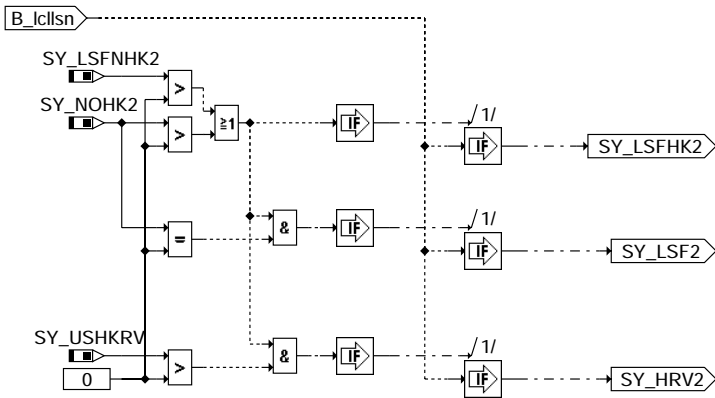 B_lcllsn
SY_LSFNHK2
>
SY_NOHK2
>
≥1
IF
/1/
IF
SY_LSFHK2
=
&
IF
/1/
IF
SY_LSF2
SY_USHKRV
>
0
&
IF
/1/
IF
SY_HRV2